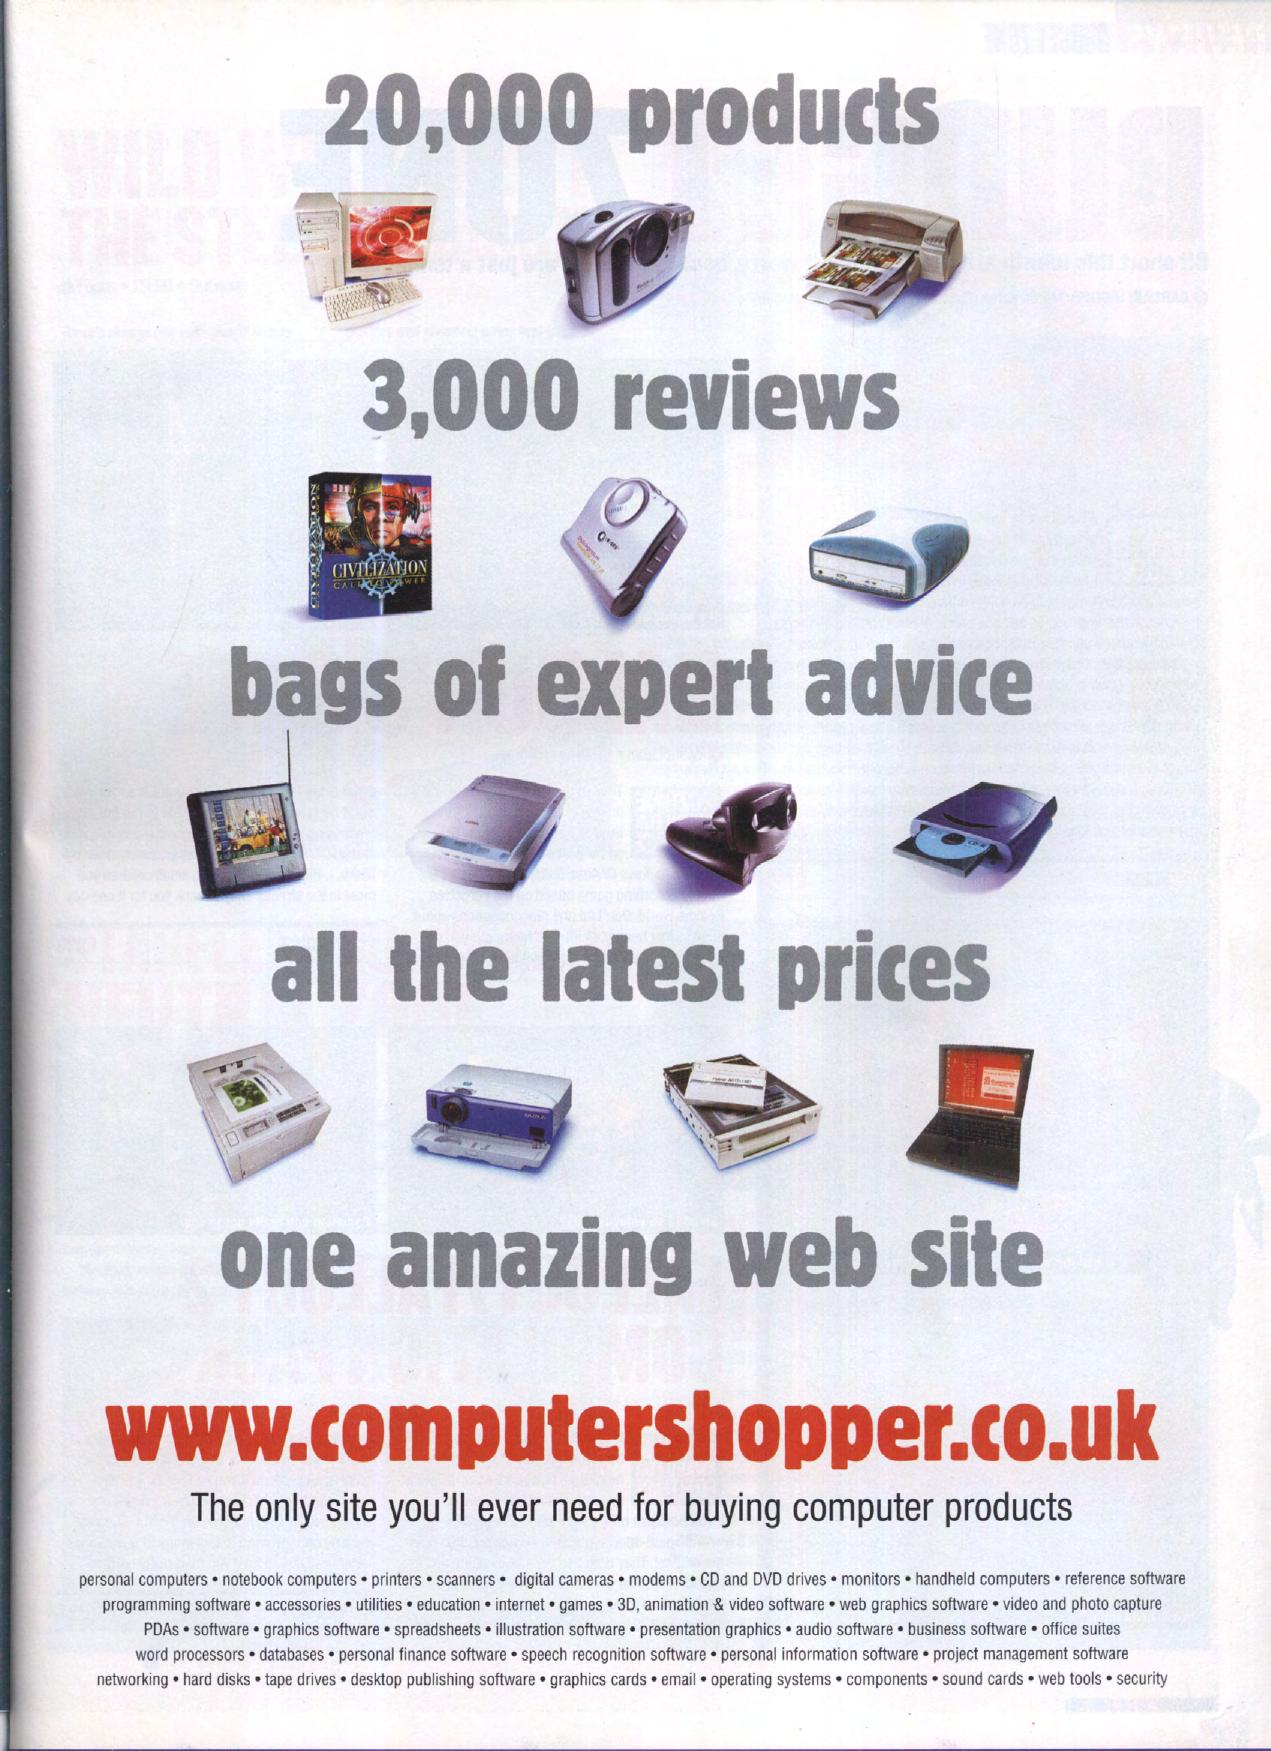 20,000 products
3,000 reviews
CIVILIZATION
CIVILIZATION
CALL TO POWER
bags of expert advice
all the latest prices
one amazing web site
www.computershopper.co.uk
The only site you'll ever need for buying computer products
personal computers • notebook computers • printers • scanners • digital cameras • modems • CD and DVD drives • monitors • handheld computers • reference software
programming software • accessories • utilities • education • internet • games • 3D, animation & video software • web graphics software • video and photo capture
PDAs • software • graphics software • spreadsheets • illustration software • presentation graphics • audio software • business software • office suites
word processors • databases • personal finance software • speech recognition software • personal information software • project management software
networking • hard disks • tape drives • desktop publishing software • graphics cards • email • operating systems • components • sound cards • web tools • security